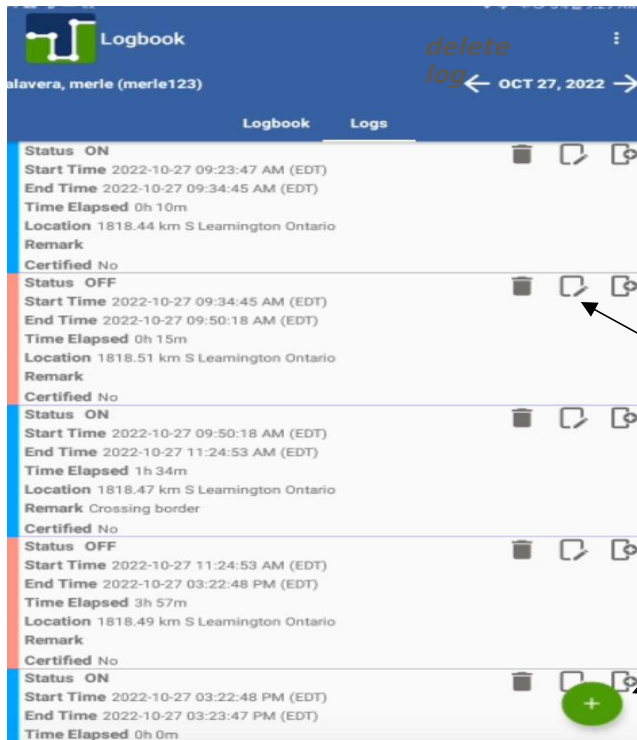 Logbook
delete
log
alavera, merle (merle123)
OCT 27, 2022
Logbook Logs
Status ON
Start Time 2022-10-27 09:23:47 AM (EDT)
End Time 2022-10-27 09:34:45 AM (EDT)
Time Elapsed 0h 10m
Location 1818.44 km S Leamington Ontario
Remark
Certified No
Status OFF
Start Time 2022-10-27 09:34:45 AM (EDT)
End Time 2022-10-27 09:50:18 AM (EDT)
Time Elapsed 0h 15m
Location 1818.51 km S Leamington Ontario
Remark
Certified No
Status ON
Start Time 2022-10-27 09:50:18 AM (EDT)
End Time 2022-10-27 11:24:53 AM (EDT)
Time Elapsed 1h 34m
Location 1818.47 km S Leamington Ontario
Remark Crossing border
Certified No
Status OFF
Start Time 2022-10-27 11:24:53 AM (EDT)
End Time 2022-10-27 03:22:48 PM (EDT)
Time Elapsed 3h 57m
Location 1818.49 km S Leamington Ontario
Remark
Certified No
Status ON
Start Time 2022-10-27 03:22:48 PM (EDT)
End Time 2022-10-27 03:23:47 PM (EDT)
Time Elapsed 0h 0m